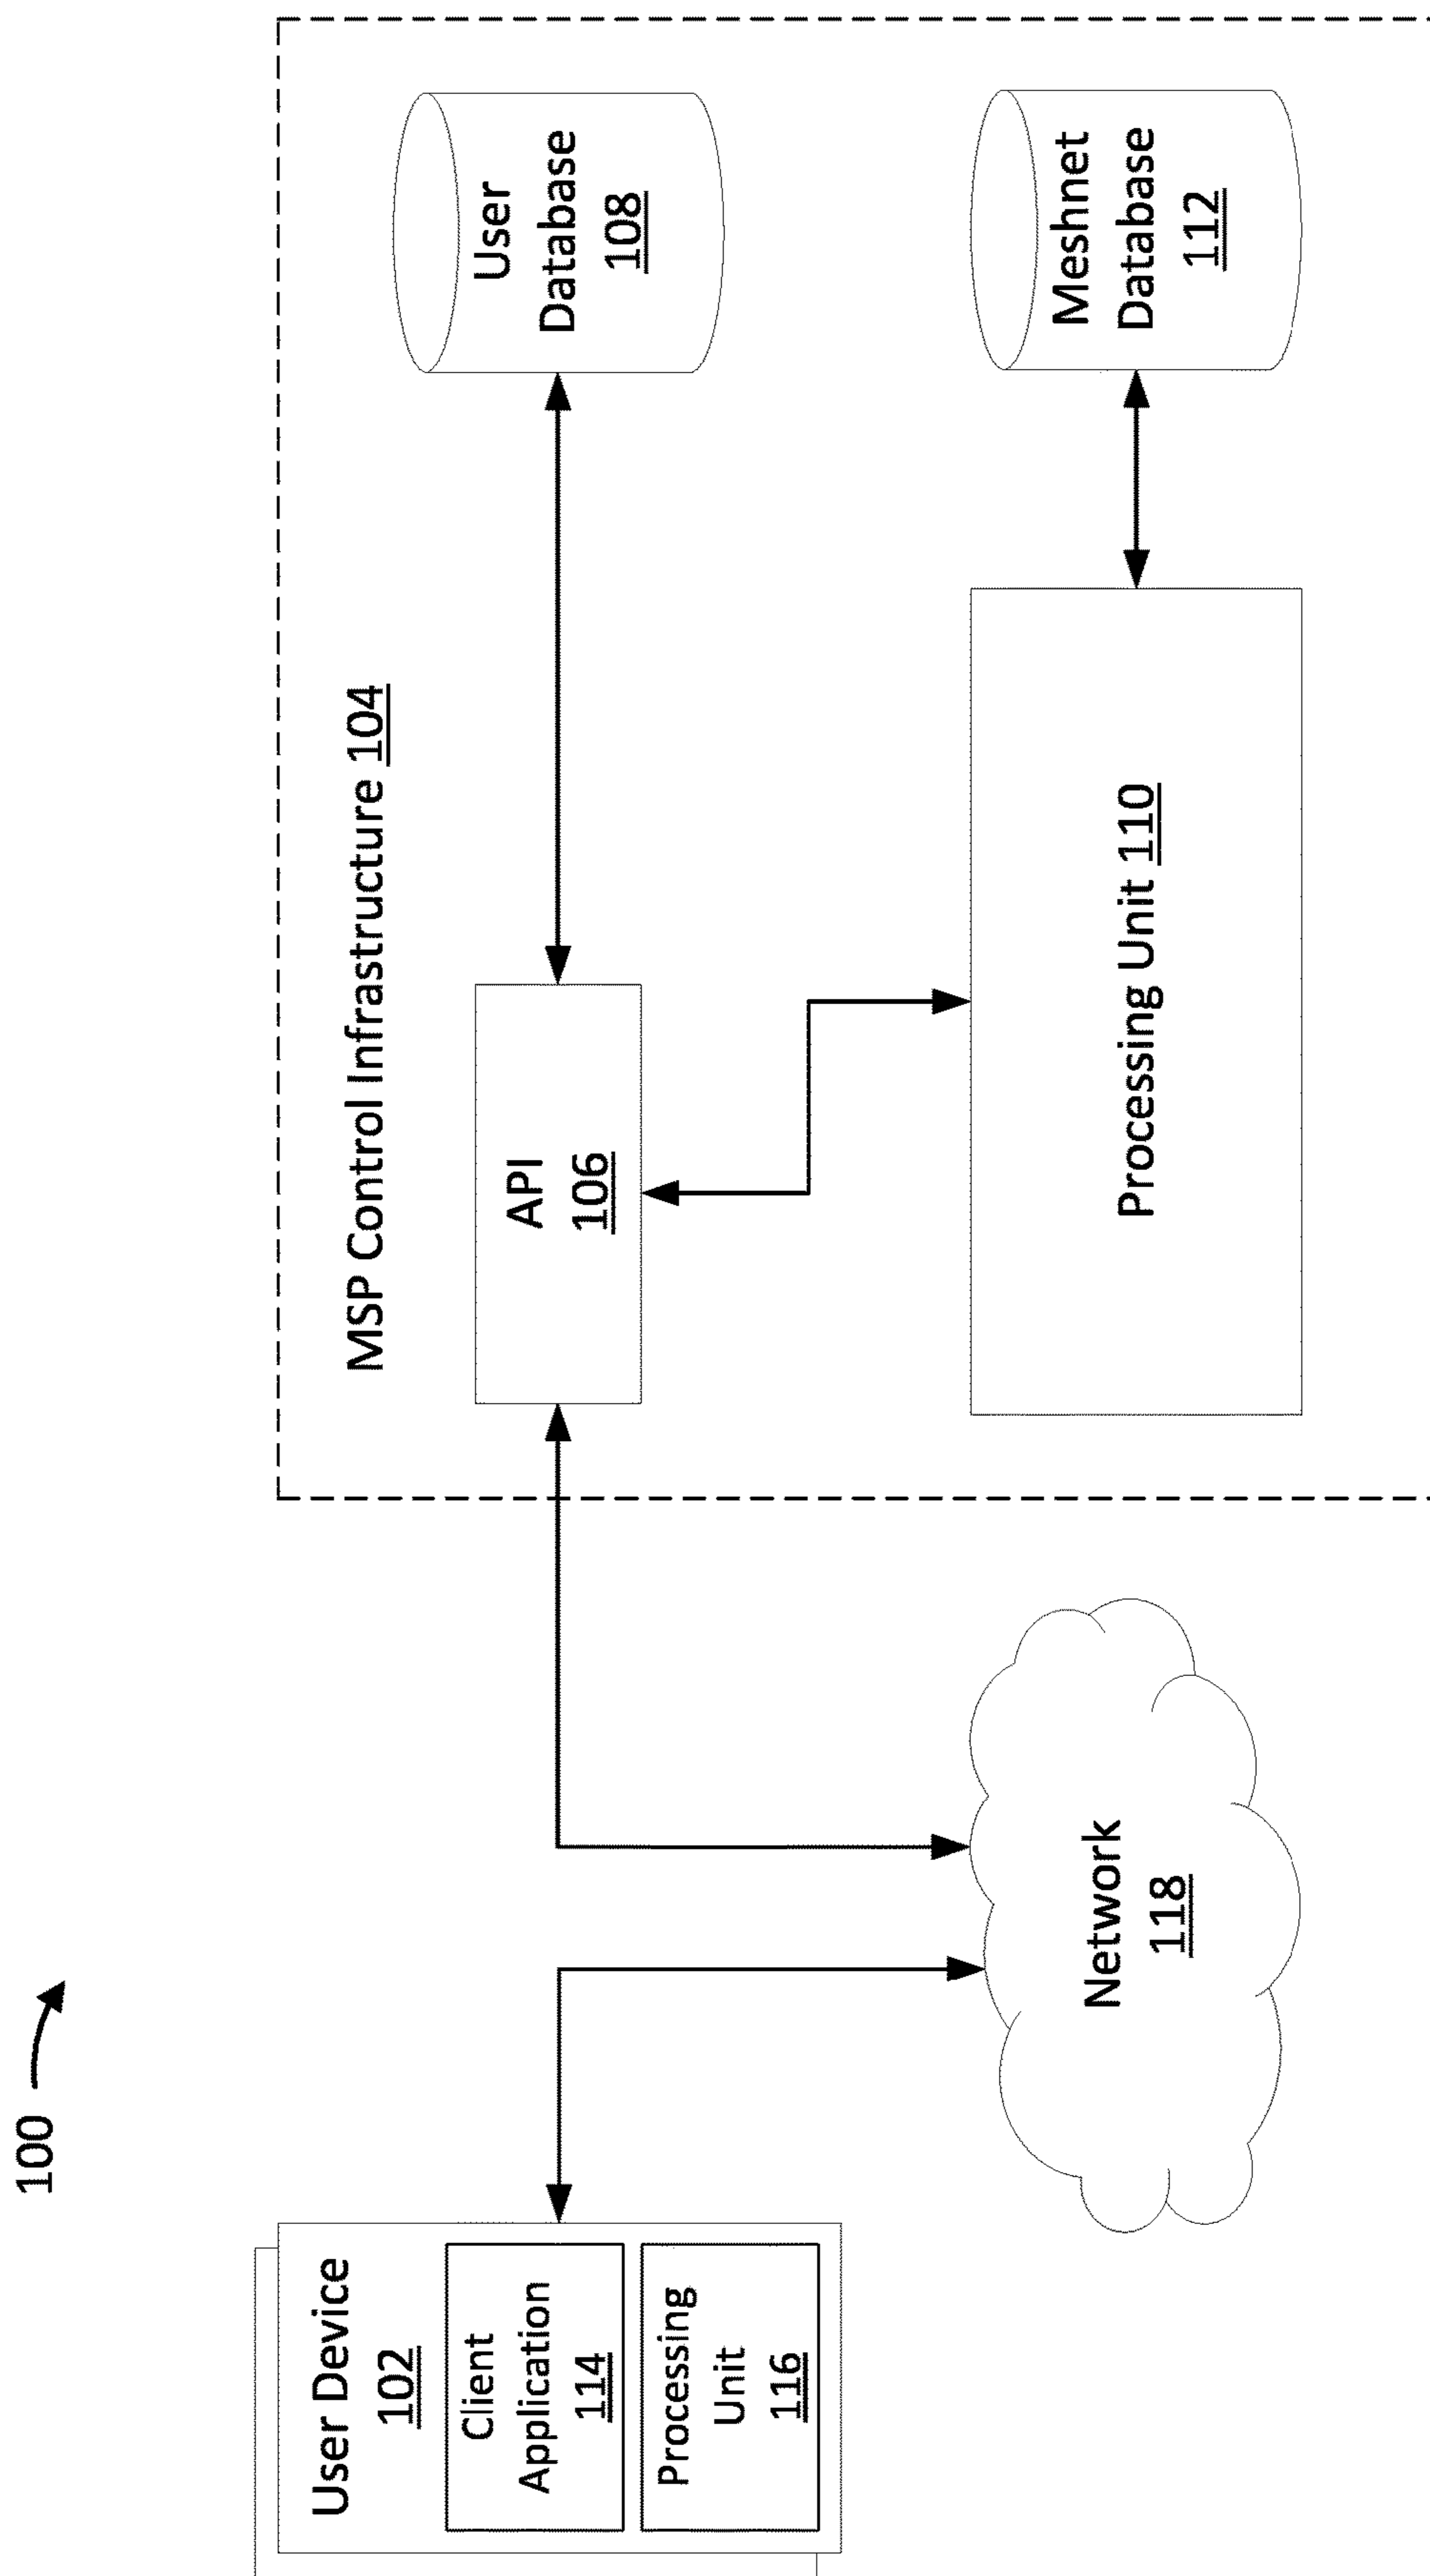 100
User Device
102
Client
Application
114
Processing
Unit
116
Network
118
MSP Control Infrastructure 104
API
106
User
Database
108
Processing Unit 110
Meshnet
Database
112